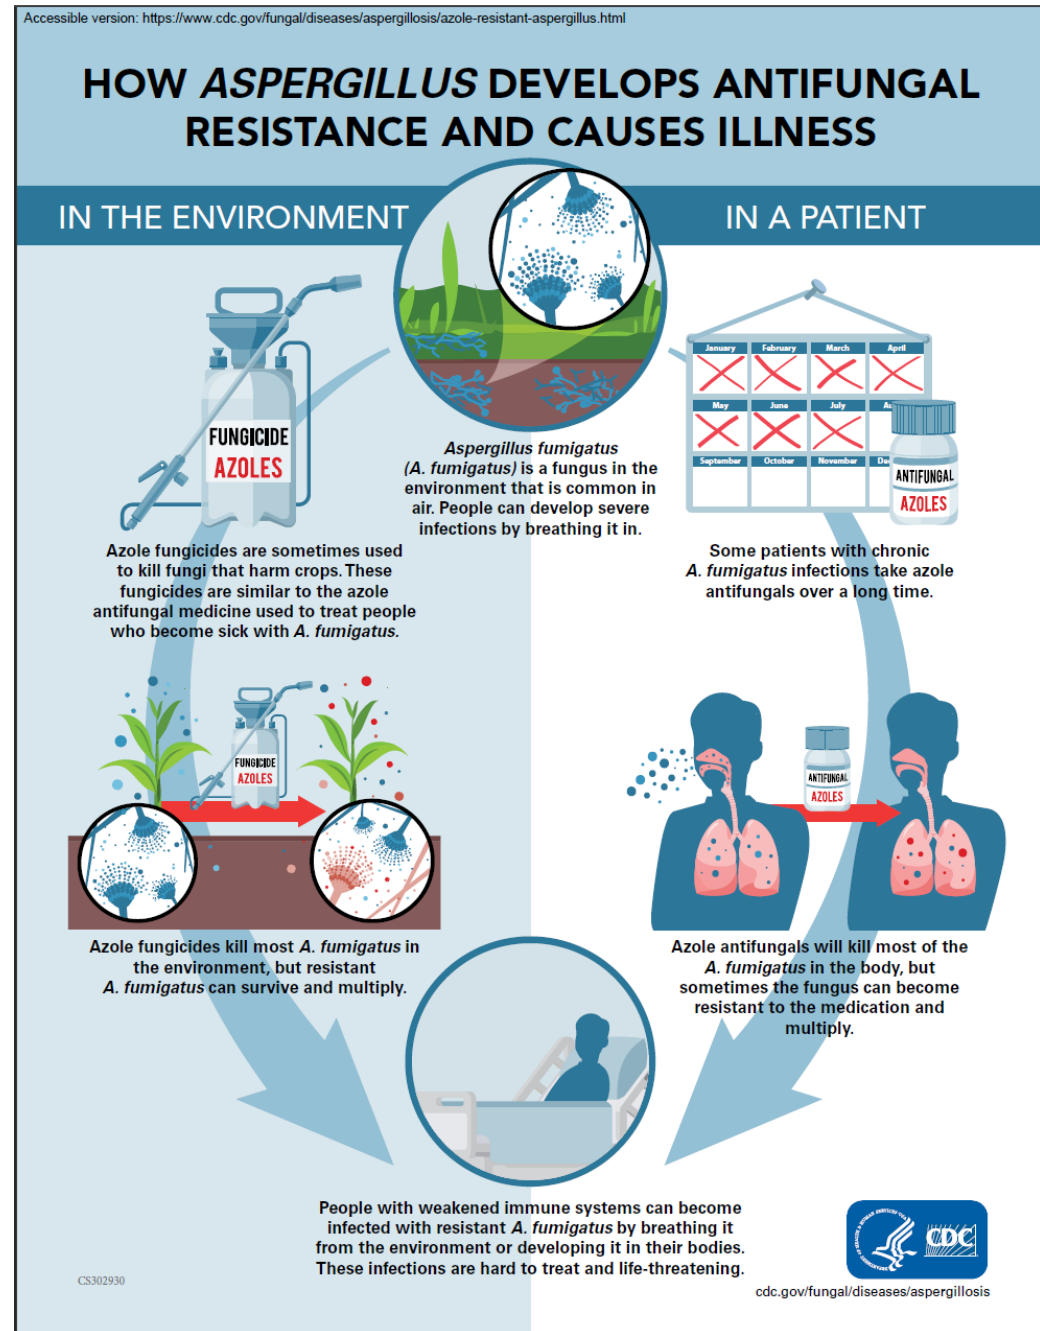 Accessible version: https://www.cdc.gov/fungal/diseases/aspergillosis/azole-resistant-aspergillus.html
HOW ASPERGILLUS DEVELOPS ANTIFUNGAL
RESISTANCE AND CAUSES ILLNESS
IN THE ENVIRONMENT
IN A PATIENT
FUNGICIDE
AZOLES
Azole fungicides are sometimes used
to kill fungi that harm crops. These
fungicides are similar to the azole
antifungal medicine used to treat people
who become sick with A. fumigatus.
Aspergillus fumigatus
(A. fumigatus) is a fungus in the
environment that is common in
air. People can develop severe
infections by breathing it in.
January February March April
May June July Au
September October November De
ANTIFUNGAL
AZOLES
Some patients with chronic
A. fumigatus infections take azole
antifungals over a long time.
FUNGICIDE
AZOLES
Azole fungicides kill most A. fumigatus in
the environment, but resistant
A. fumigatus can survive and multiply.
ANTIFUNGAL
AZOLES
Azole antifungals will kill most of the
A. fumigatus in the body, but
sometimes the fungus can become
resistant to the medication and
multiply.
People with weakened immune systems can become
infected with resistant A. fumigatus by breathing it
from the environment or developing it in their bodies.
These infections are hard to treat and life-threatening.
CS302930
CDC
cdc.gov/fungal/diseases/aspergillosis